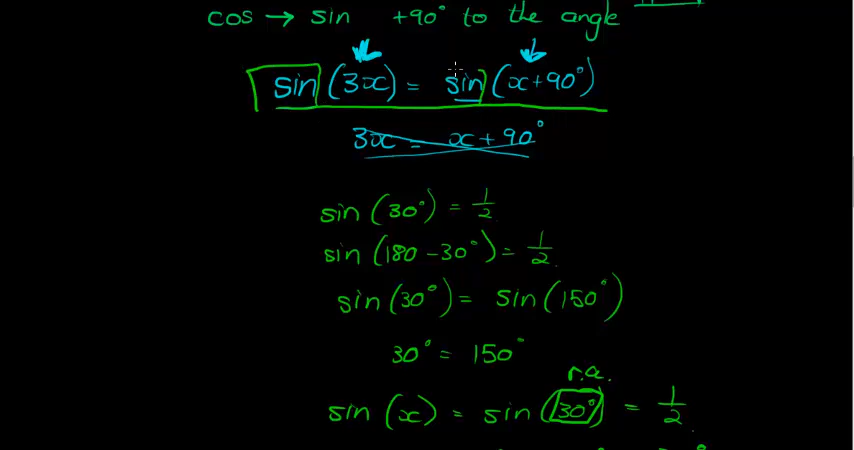 cos → sin +90° to the angle
sin (3x) = sin (x+90°)
3x = x + 90°
sin (30°) = 1/2
sin (180 - 30°) = 1/2.
sin (30°) = sin (150°)
30° = 150°
r.a.
sin (x) = sin (30°) = 1/2.